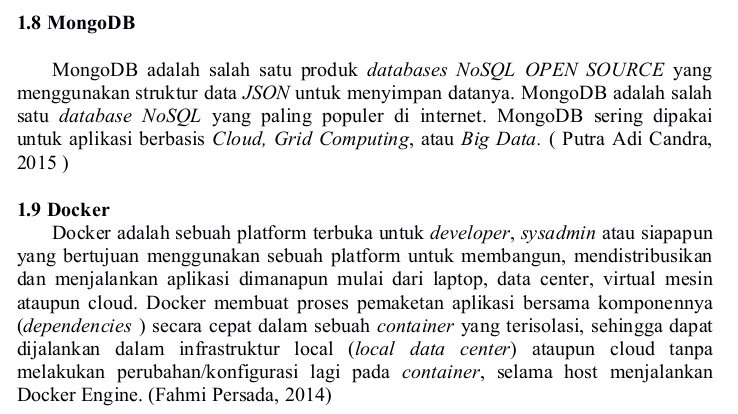 1.8 MongoDB
MongoDB adalah salah satu produk databases NoSQL OPEN SOURCE yang
menggunakan struktur data JSON untuk menyimpan datanya. MongoDB adalah salah
satu database NoSQL yang paling populer di internet. MongoDB sering dipakai
untuk aplikasi berbasis Cloud, Grid Computing, atau Big Data. ( Putra Adi Candra,
2015 )
1.9 Docker
Docker adalah sebuah platform terbuka untuk developer, sysadmin atau siapapun
yang bertujuan menggunakan sebuah platform untuk membangun, mendistribusikan
dan menjalankan aplikasi dimanapun mulai dari laptop, data center, virtual mesin
ataupun cloud. Docker membuat proses pemaketan aplikasi bersama komponennya
(dependencies ) secara cepat dalam sebuah container yang terisolasi, sehingga dapat
dijalankan dalam infrastruktur local (local data center) ataupun cloud tanpa
melakukan perubahan/konfigurasi lagi pada container, selama host menjalankan
Docker Engine. (Fahmi Persada, 2014)